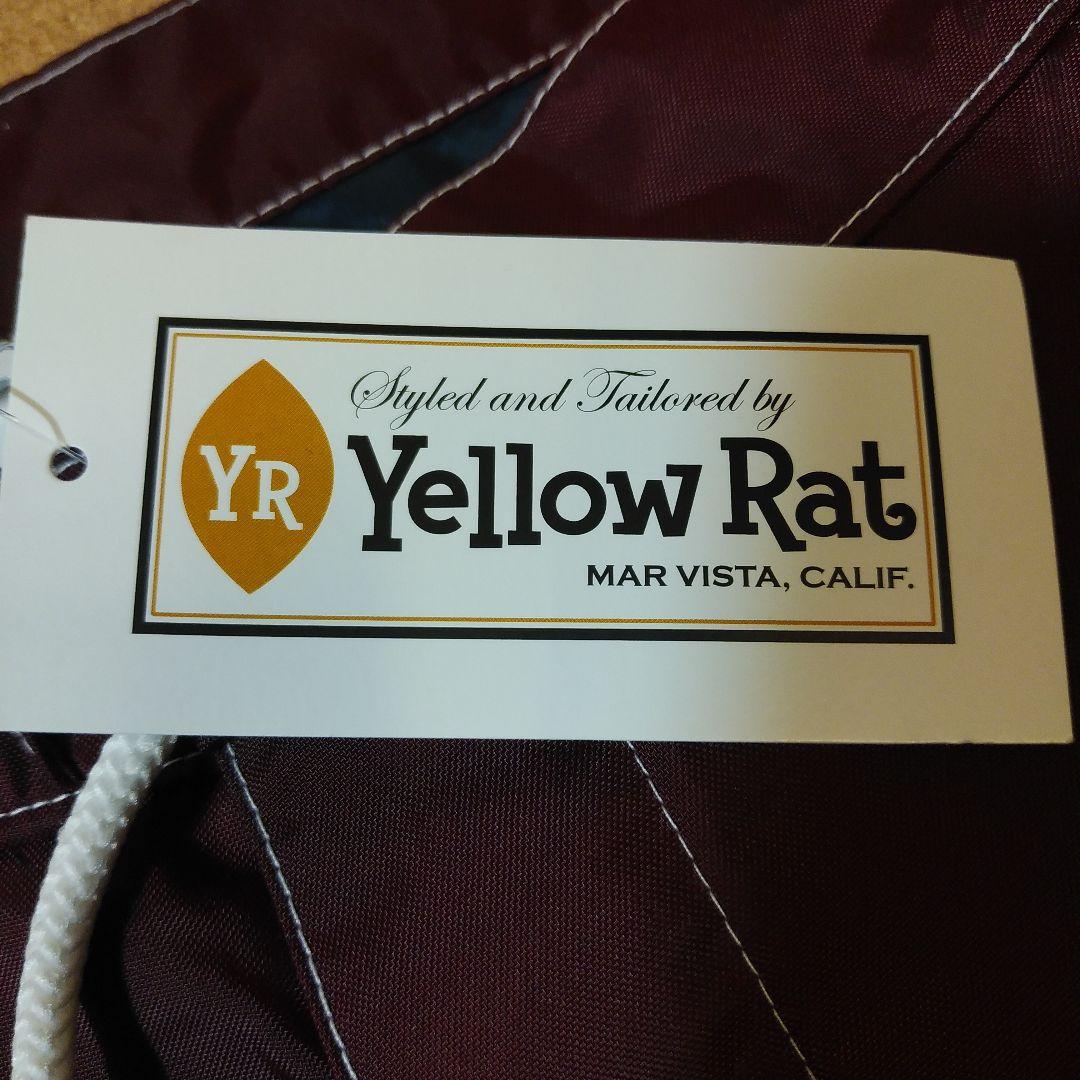 YR
Styled and Tailored by
Yellow Rat
MAR VISTA, CALIF.